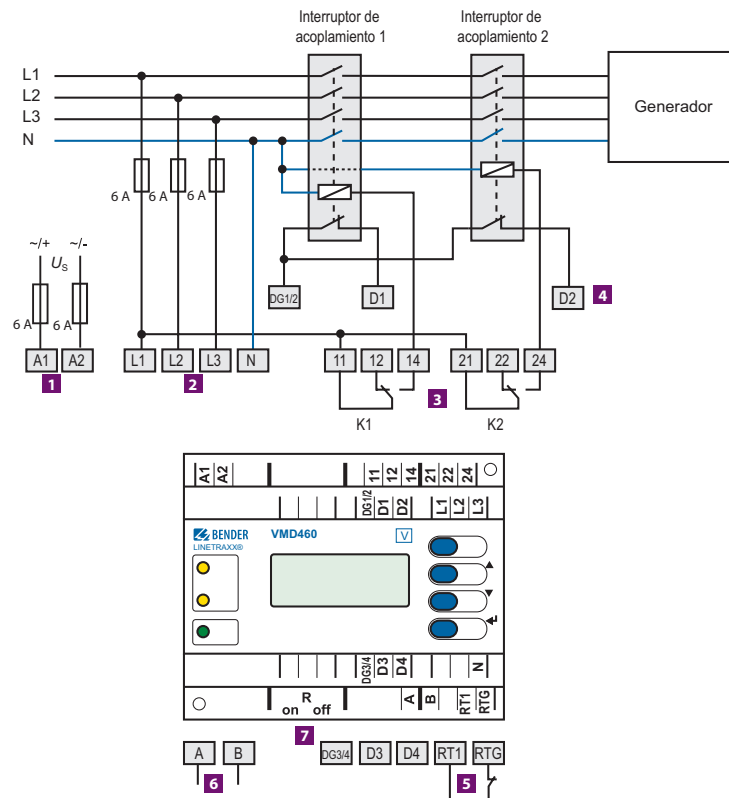 Interruptor de
acoplamiento 1
Interruptor de
acoplamiento 2
L1
L2
L3
N
Generador
6 A
6 A
6 A
~/+
~/-
US
6 A
6 A
DG1/2
D1
D2
4
A1
A2
L1
L2
L3
N
11
12
14
21
22
24
1
2
3
K1
K2
A1
A2
11
12
14
21
22
24
DG1/2
D1
D2
L1
L2
L3
BENDER
LINETRAXX®
VMD460
V
DG3/4
D3
D4
N
R
on off
A
B
RT1
RTG
7
A
B
DG3/4
D3
D4
RT1
RTG
6
5